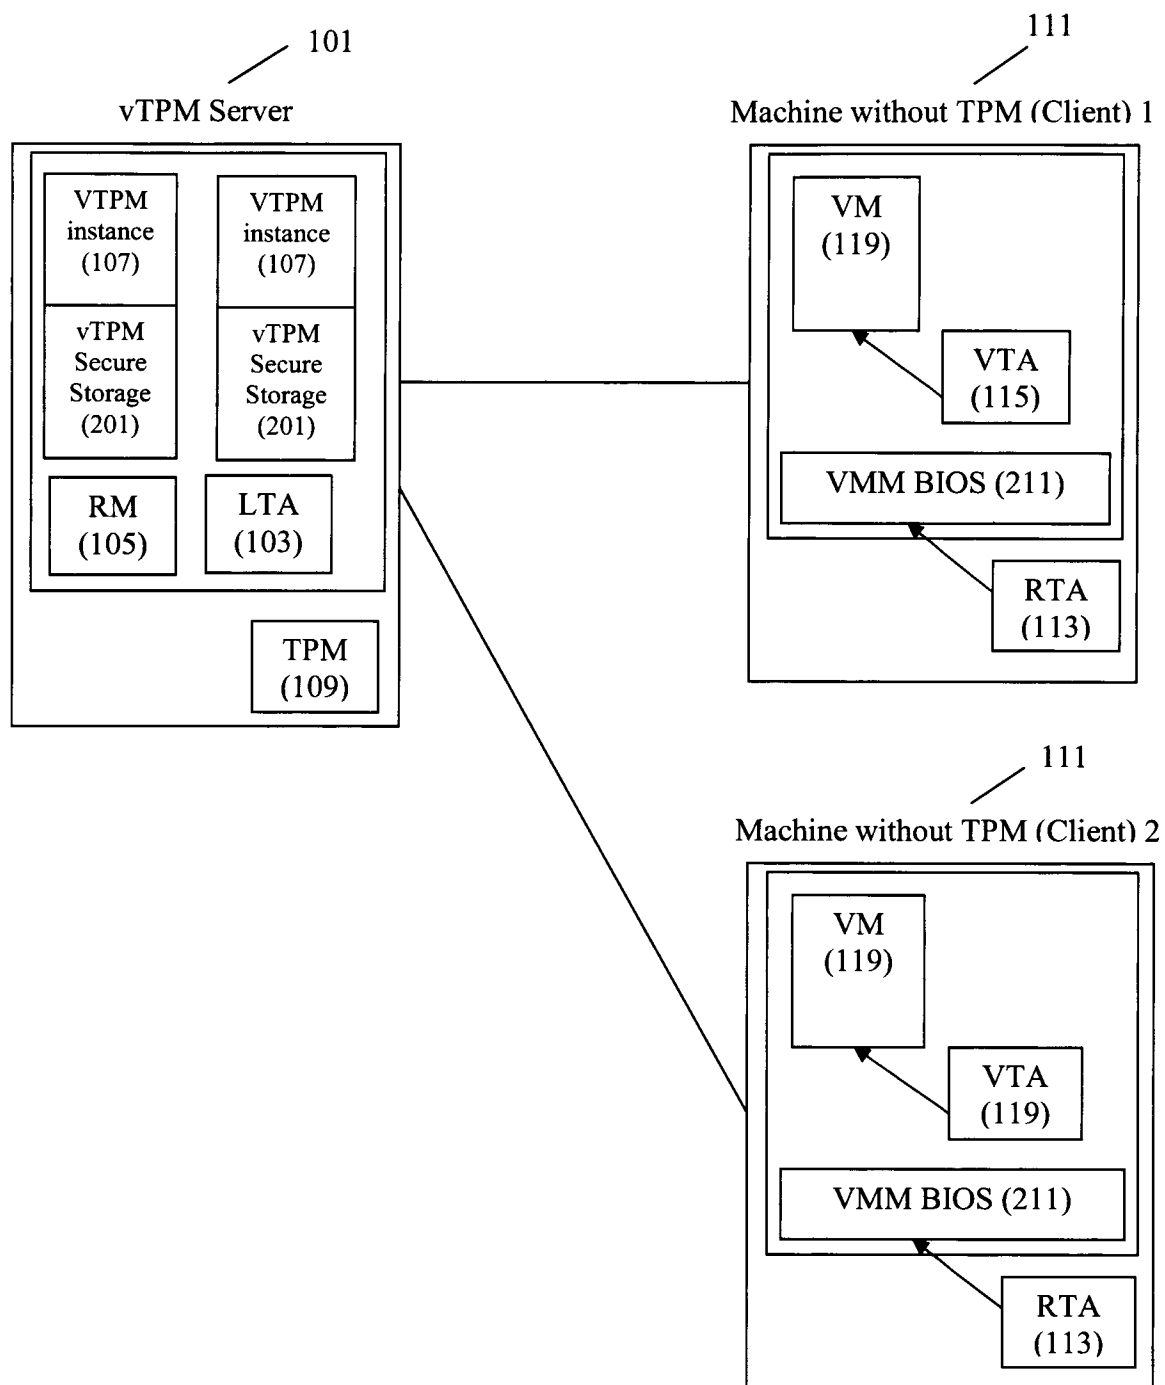 101
vTPM Server
VTPM
instance
(107)
vTPM
Secure
Storage
(201)
VTPM
instance
(107)
vTPM
Secure
Storage
(201)
RM
(105)
LTA
(103)
TPM
(109)
111
Machine without TPM (Client) 1
VM
(119)
VTA
(115)
VMM BIOS (211)
RTA
(113)
111
Machine without TPM (Client) 2
VM
(119)
VTA
(119)
VMM BIOS (211)
RTA
(113)